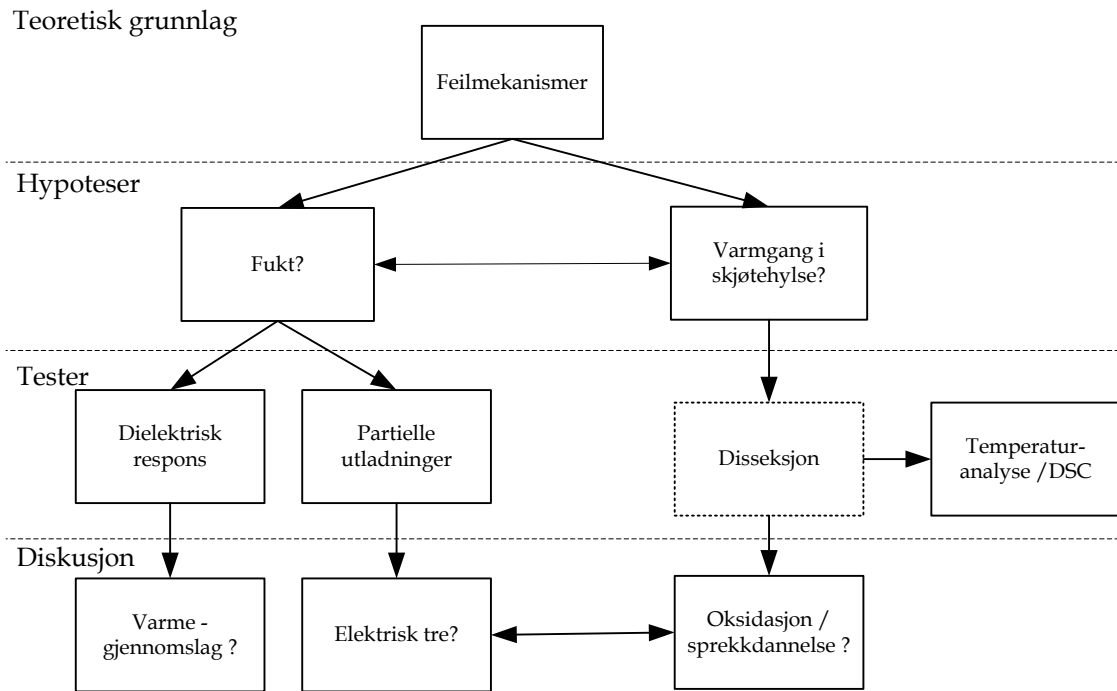 Teoretisk grunnlag
Feilmekanismer
Hypoteser
Fukt?
Varmgang i
skjøtehylse?
Tester
Dielektrisk
respons
Partielle
utladninger
Disseksjon
Temperatur-
analyse /DSC
Diskusjon
Varme -
gjennomslag ?
Elektrisk tre?
Oksidasjon /
sprekkdannelse ?